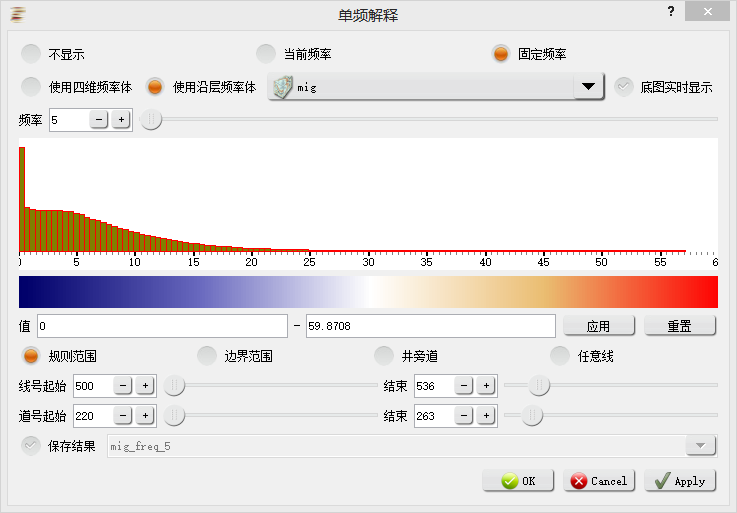 单频解释 ?
不显示 当前频率 固定频率
使用四维频率体 使用沿层频率体 mig 底图实时显示
频率 5
0 5 10 15 20 25 30 35 40 45 50 55 6
值 0 - 59.8708 应用 重置
规则范围 边界范围 井旁道 任意线
线号起始 500 结束 536
道号起始 220 结束 263
保存结果 mig_freq_5
OK Cancel Apply